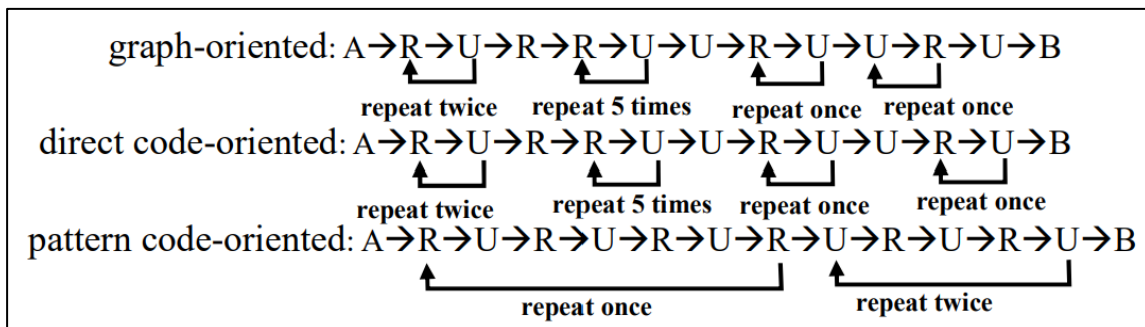 graph-oriented: A→R→U→R→R→U→U→R→U→U→R→U→B
repeat twice repeat 5 times repeat once repeat once
direct code-oriented: A→R→U→R→R→U→U→R→U→U→R→U→B
repeat twice repeat 5 times repeat once repeat once
pattern code-oriented: A→R→U→R→U→R→U→R→U→R→U→R→U→B
repeat once repeat twice